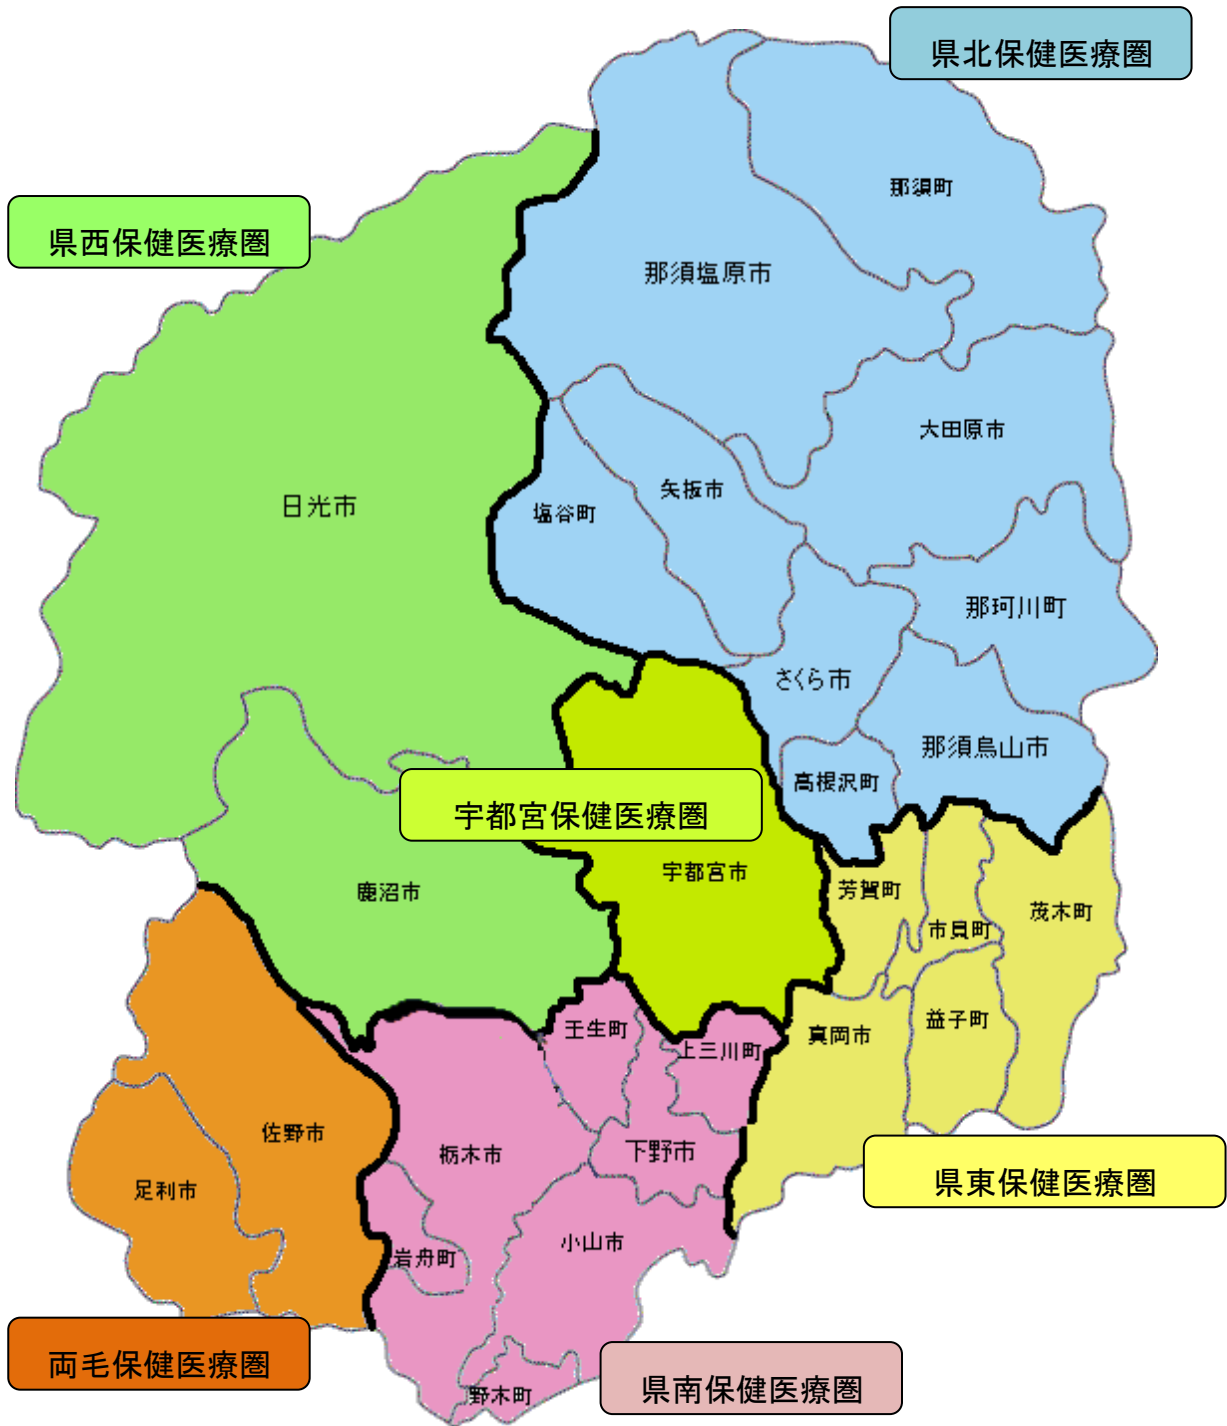 県北保健医療圏
那須町
県西保健医療圏
那須塩原市
大田原市
矢板市
日光市
塩谷町
那珂川町
さくら市
那須烏山市
高根沢町
宇都宮保健医療圏
宇都宮市
鹿沼市
芳賀町
茂木町
市貝町
益子町
壬生町
真岡市
上三川町
佐野市
栃木市
下野市
県東保健医療圏
足利市
小山市
岩舟町
両毛保健医療圏
県南保健医療圏
野木町